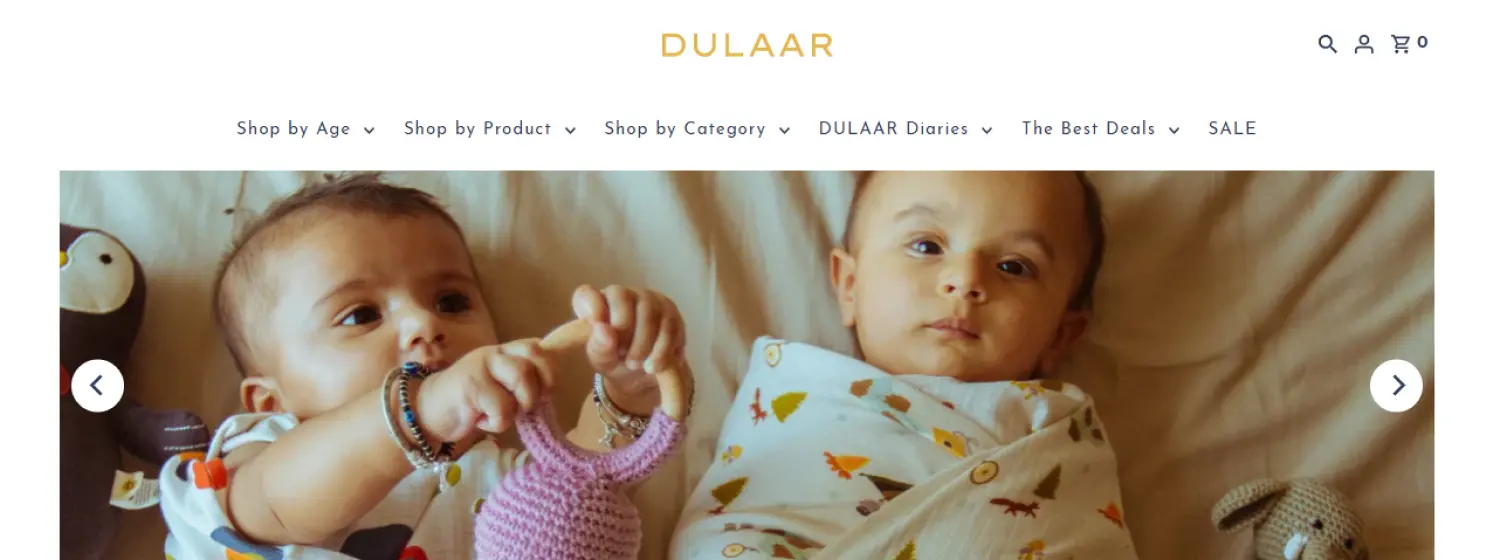 DULAAR
0
Shop by Age Shop by Product Shop by Category DULAAR Diaries The Best Deals SALE